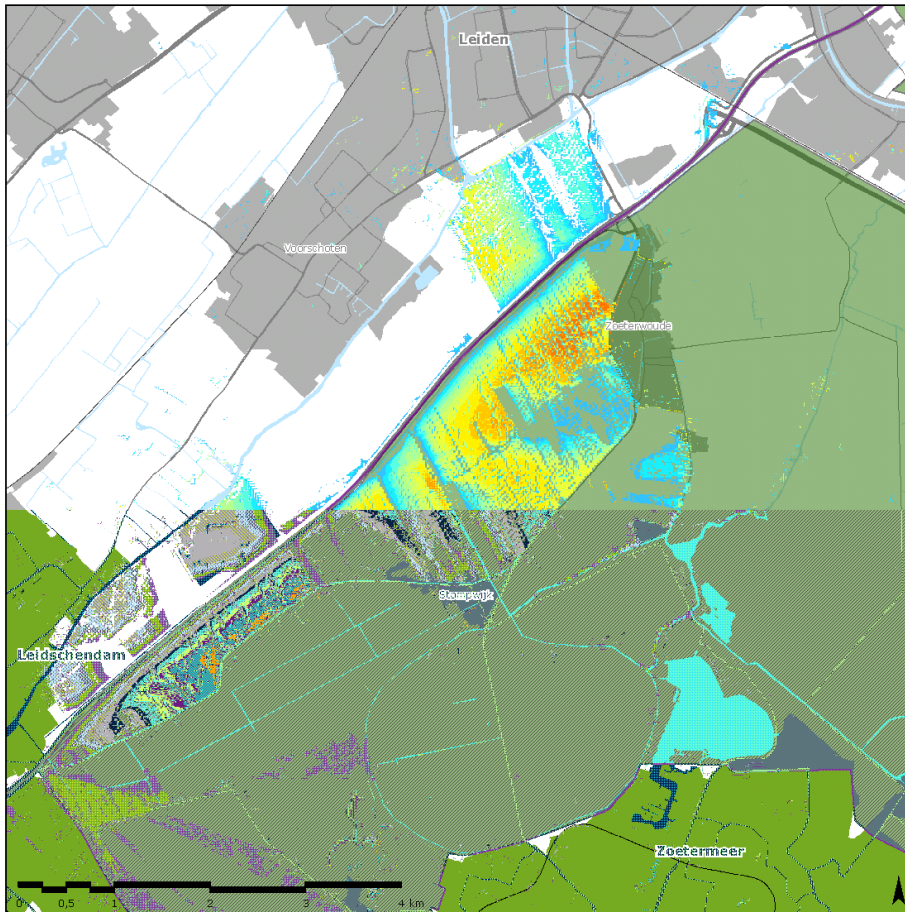 Leiden
Voorschoten
Zoeterwoude
Stompwijk
Leidschendam
Zoetermeer
0 0,5 1 2 3 4 km